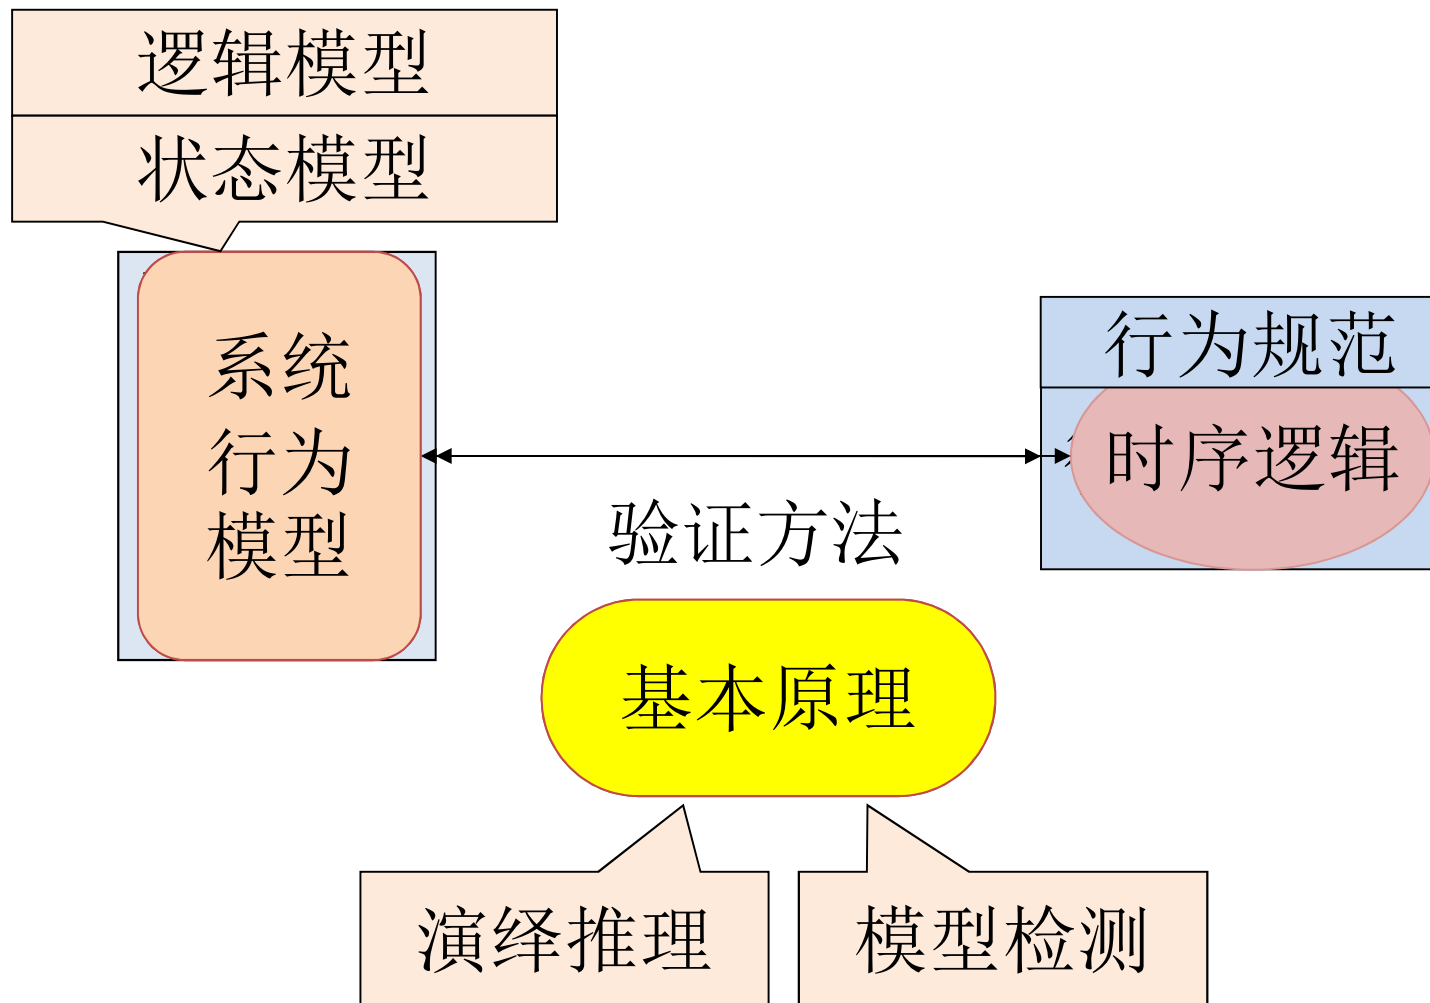 逻辑模型
状态模型
系统
行为
模型
行为规范
时序逻辑
验证方法
基本原理
演绎推理
模型检测